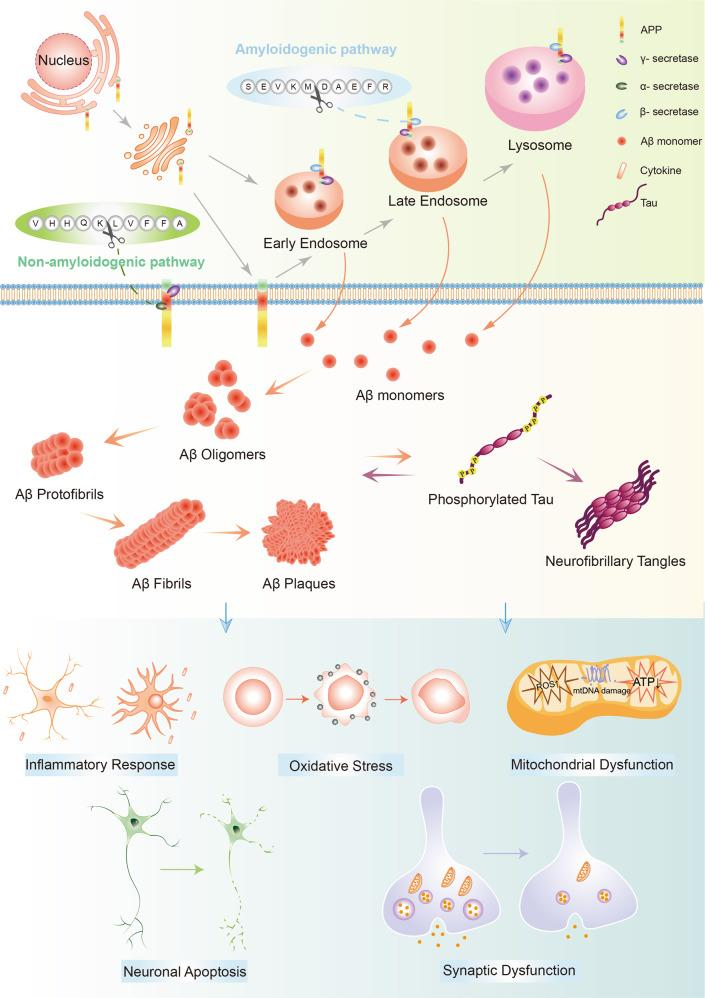 Nucleus
Amyloidogenic pathway
S E V K M D A E F R
Lysosome
Late Endosome
Early Endosome
APP
γ- secretase
α- secretase
β- secretase
Aβ monomer
Cytokine
Tau
V H H Q K L V F F A
Non-amyloidogenic pathway
Aβ monomers
Aβ Oligomers
Aβ Protofibrils
Aβ Fibrils
Aβ Plaques
P P P P P P
Phosphorylated Tau
Neurofibrillary Tangles
ROS↑
mtDNA damage
ATP↓
Inflammatory Response
Oxidative Stress
Mitochondrial Dysfunction
Neuronal Apoptosis
Synaptic Dysfunction